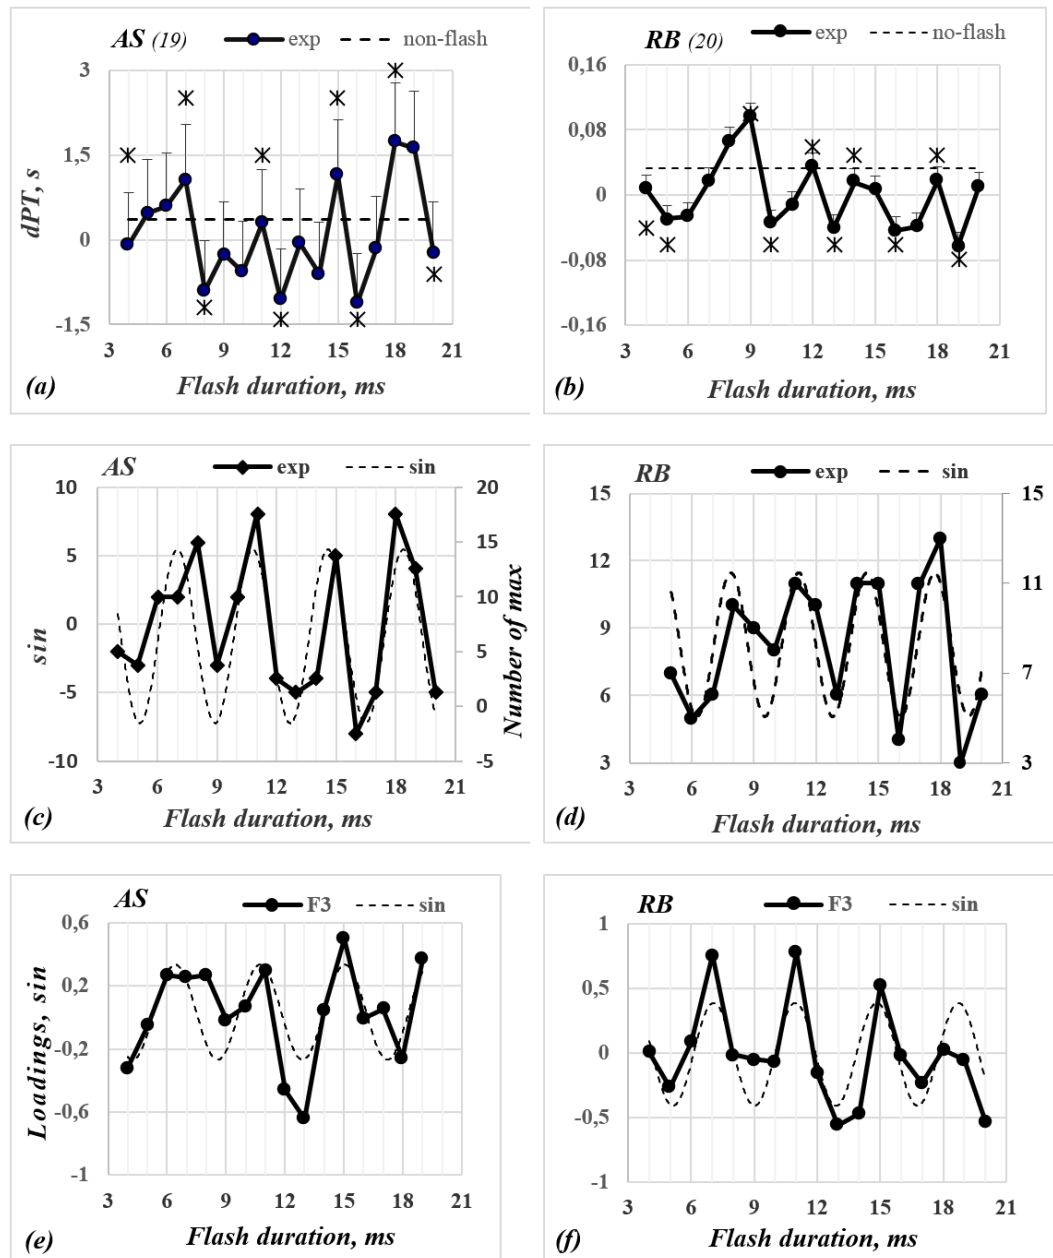 AS (19) exp non-flash
3
1,5
0
-1,5
dPT, s
3 6 9 12 15 18 21
(a) Flash duration, ms
RB (20) exp no-flash
0,16
0,08
0
-0,08
-0,16
3 6 9 12 15 18 21
(b) Flash duration, ms
AS exp sin
10
5
0
-5
-10
sin
20
15
10
5
0
-5
Number of max
3 6 9 12 15 18 21
(c) Flash duration, ms
RB exp sin
15
12
9
6
3
15
11
7
3
3 6 9 12 15 18 21
(d) Flash duration, ms
AS F3 sin
0,6
0,2
-0,2
-0,6
-1
Loadings, sin
3 6 9 12 15 18 21
(e) Flash duration, ms
RB F3 sin
1
0,5
0
-0,5
-1
3 6 9 12 15 18 21
(f) Flash duration, ms